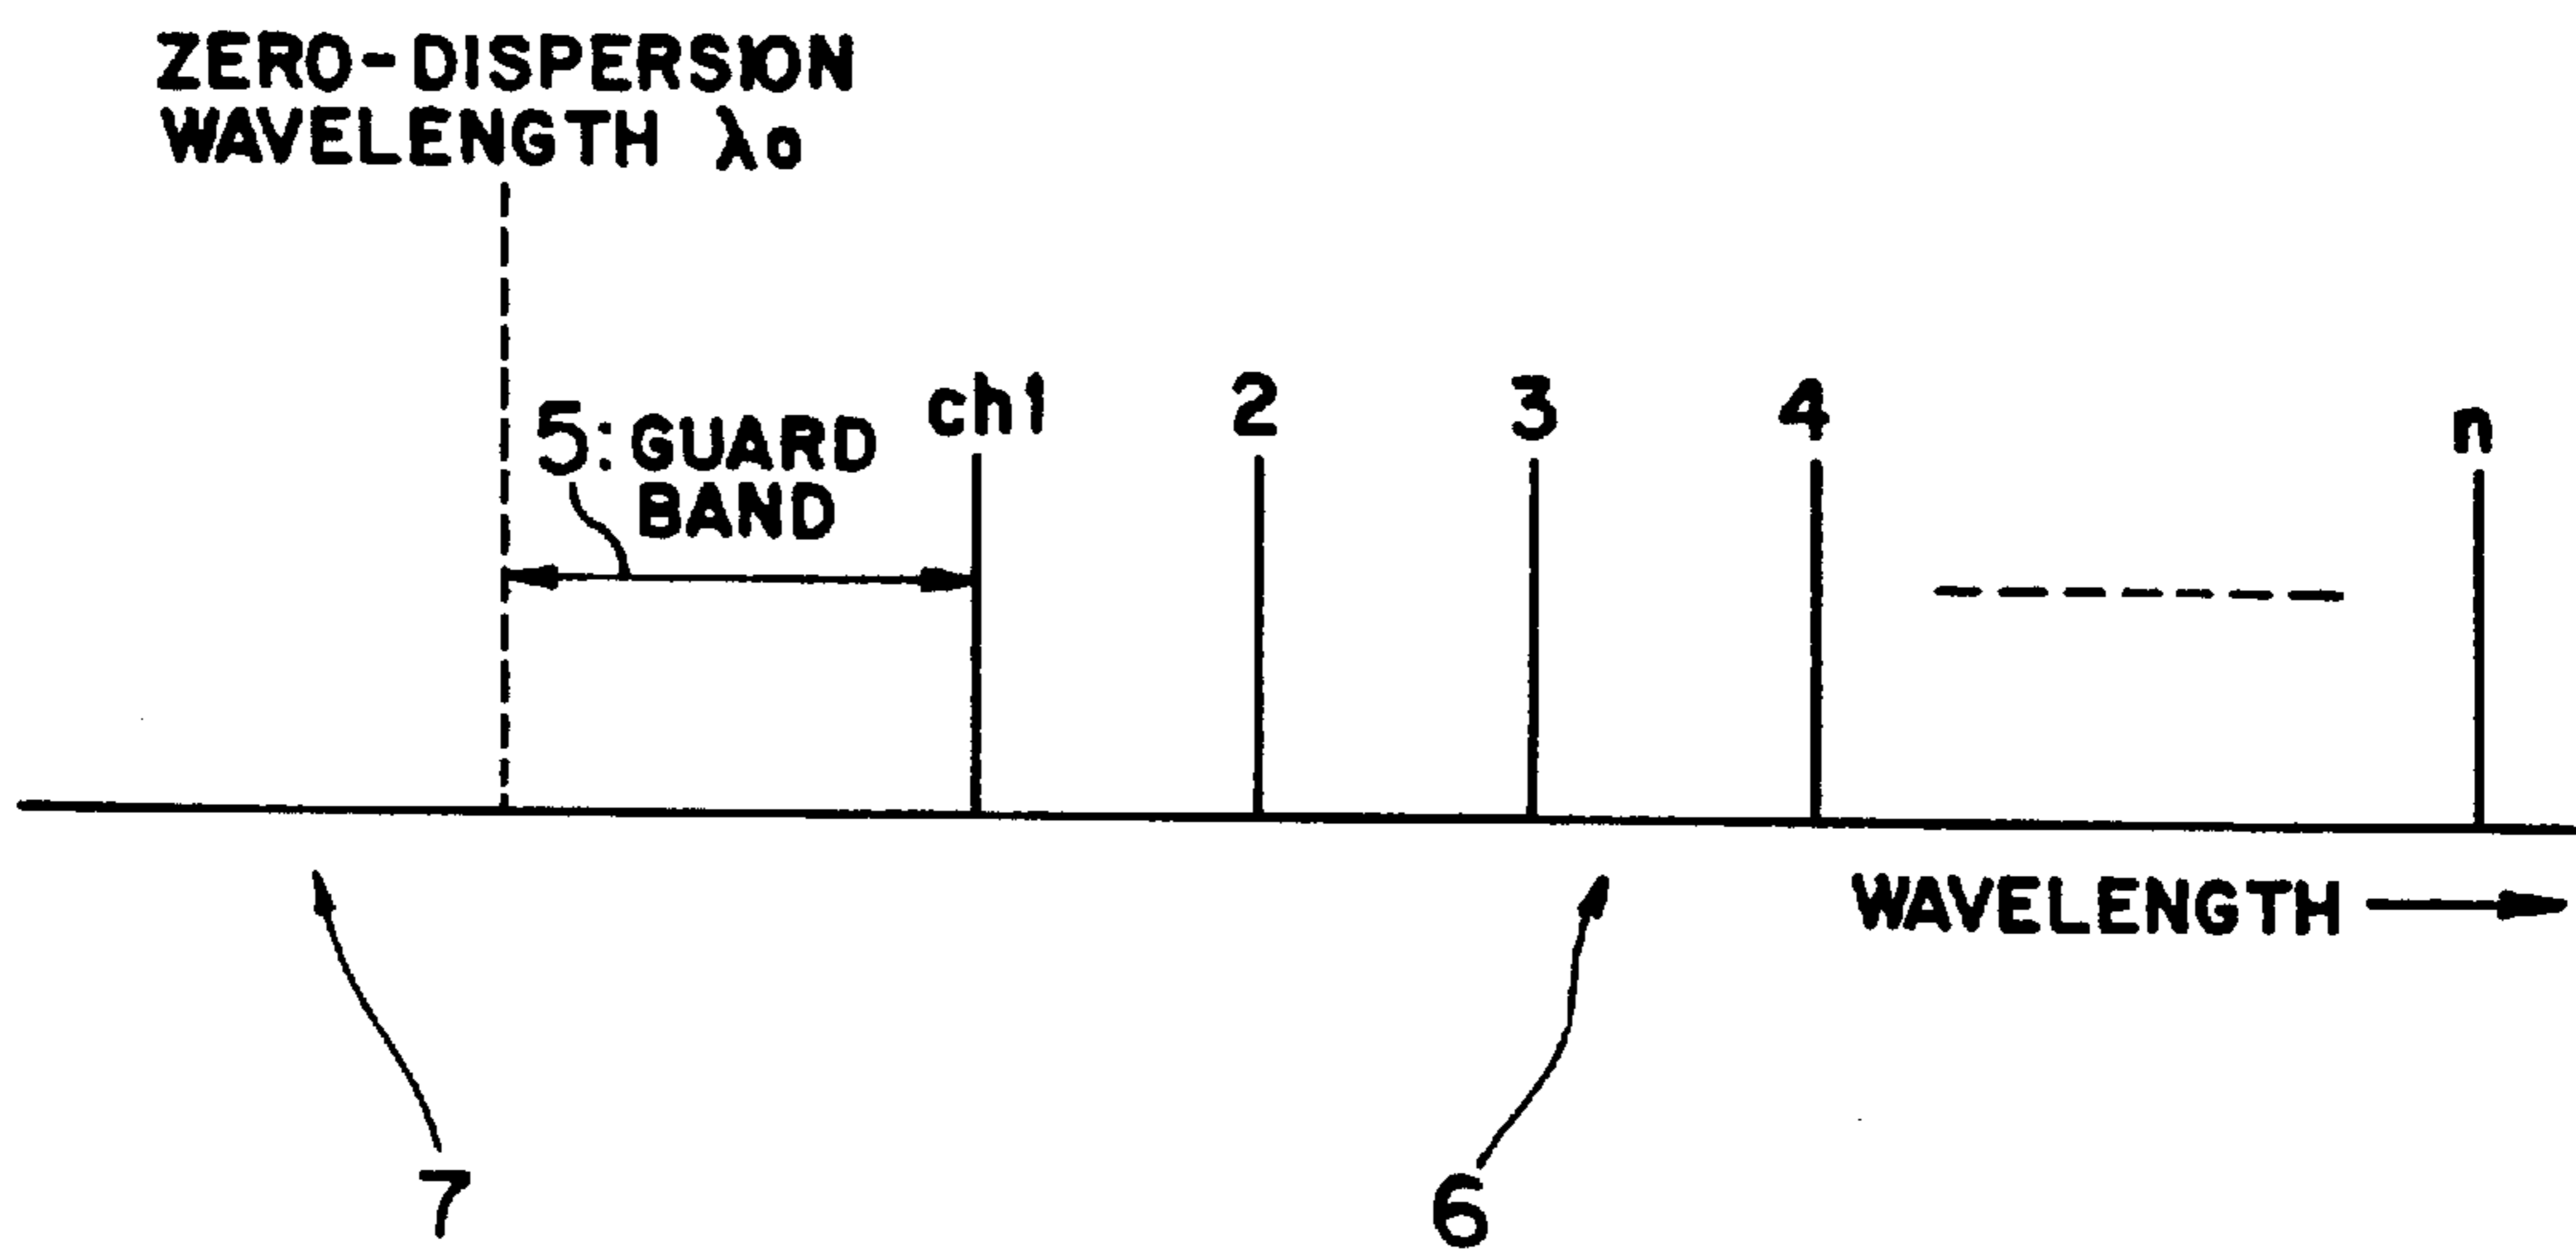 ZERO-DISPERSION
WAVELENGTH λo
5: GUARD
BAND
ch1 2 3 4 n
WAVELENGTH
7 6